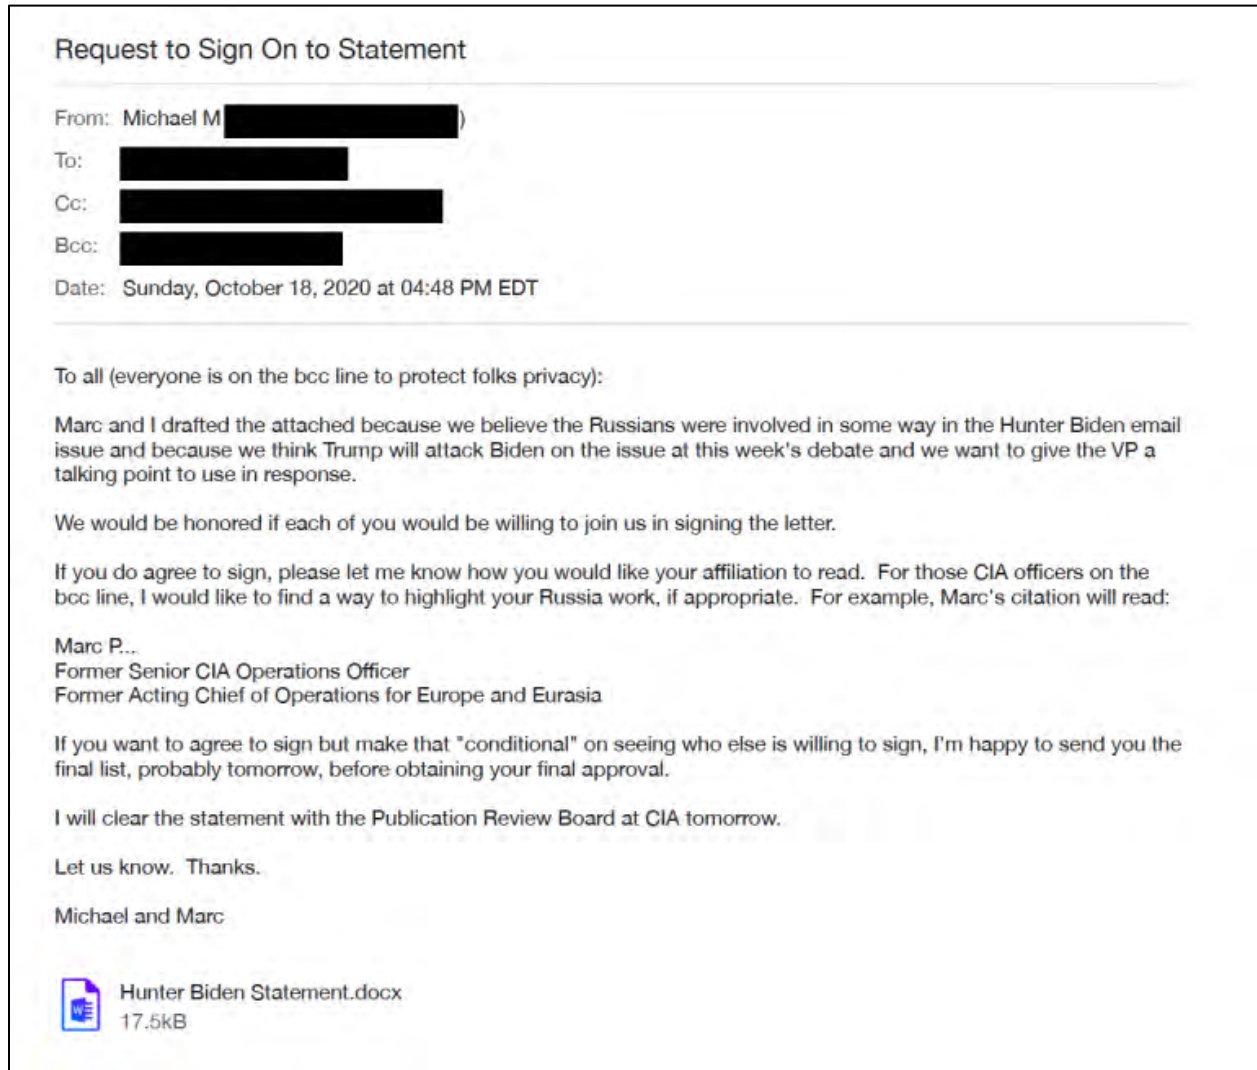 Request to Sign On to Statement
From: Michael M )
To:
Cc:
Bcc:
Date: Sunday, October 18, 2020 at 04:48 PM EDT
To all (everyone is on the bcc line to protect folks privacy):
Marc and I drafted the attached because we believe the Russians were involved in some way in the Hunter Biden email
issue and because we think Trump will attack Biden on the issue at this week's debate and we want to give the VP a
talking point to use in response.
We would be honored if each of you would be willing to join us in signing the letter.
If you do agree to sign, please let me know how you would like your affiliation to read.  For those CIA officers on the
bcc line, I would like to find a way to highlight your Russia work, if appropriate.  For example, Marc's citation will read:
Marc P...
Former Senior CIA Operations Officer
Former Acting Chief of Operations for Europe and Eurasia
If you want to agree to sign but make that "conditional" on seeing who else is willing to sign, I'm happy to send you the
final list, probably tomorrow, before obtaining your final approval.
I will clear the statement with the Publication Review Board at CIA tomorrow.
Let us know.  Thanks.
Michael and Marc
Hunter Biden Statement.docx
17.5kB